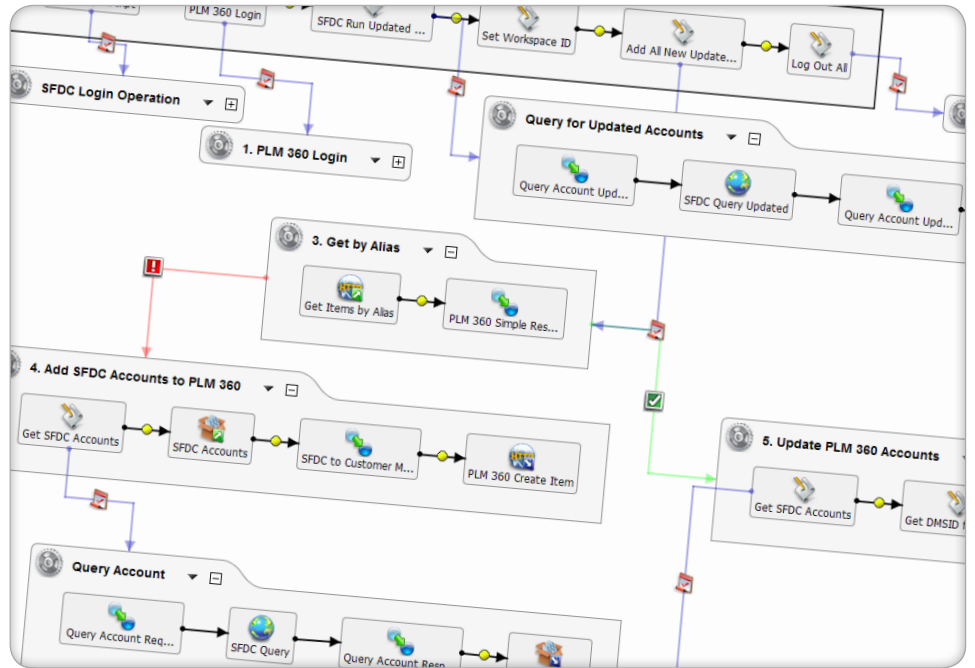 PLM 360 Login
SFDC Run Updated ...
Set Workspace ID
Add All New Update...
Log Out All
SFDC Login Operation
1. PLM 360 Login
Query for Updated Accounts
Query Account Upd...
SFDC Query Updated
Query Account Upd...
3. Get by Alias
Get Items by Alias
PLM 360 Simple Res...
4. Add SFDC Accounts to PLM 360
Get SFDC Accounts
SFDC Accounts
SFDC to Customer M...
PLM 360 Create Item
5. Update PLM 360 Accounts
Get SFDC Accounts
Get DMSID
Query Account
Query Account Req...
SFDC Query
Query Account Resp